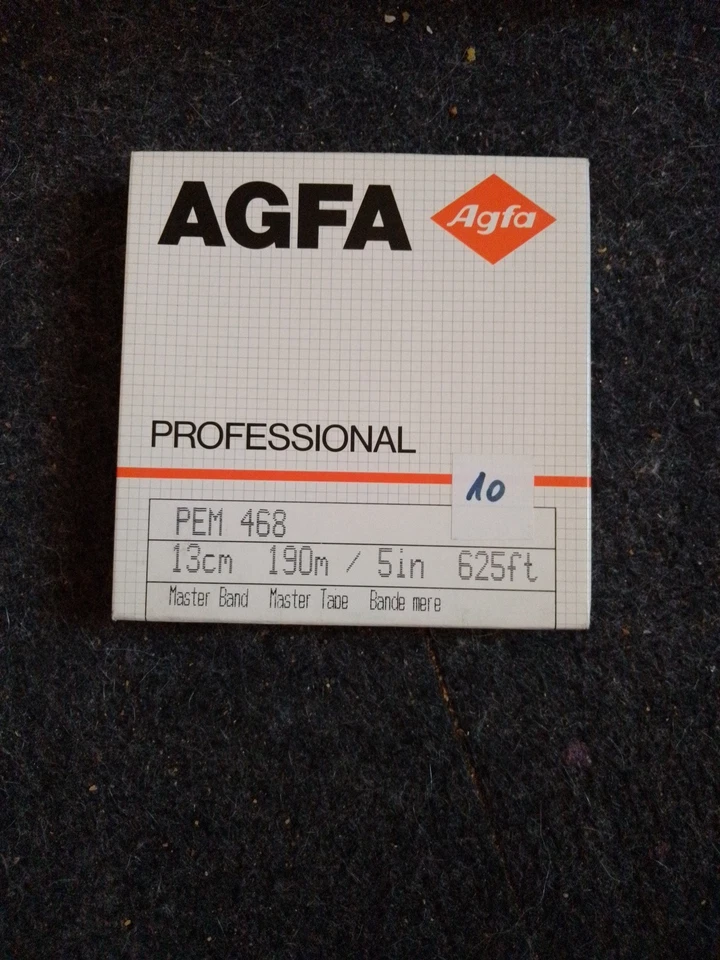 AGFA
Agfa
PROFESSIONAL
10
PEM 468
13cm 190m / 5in 625ft
Master Band Master Tape Bande mere